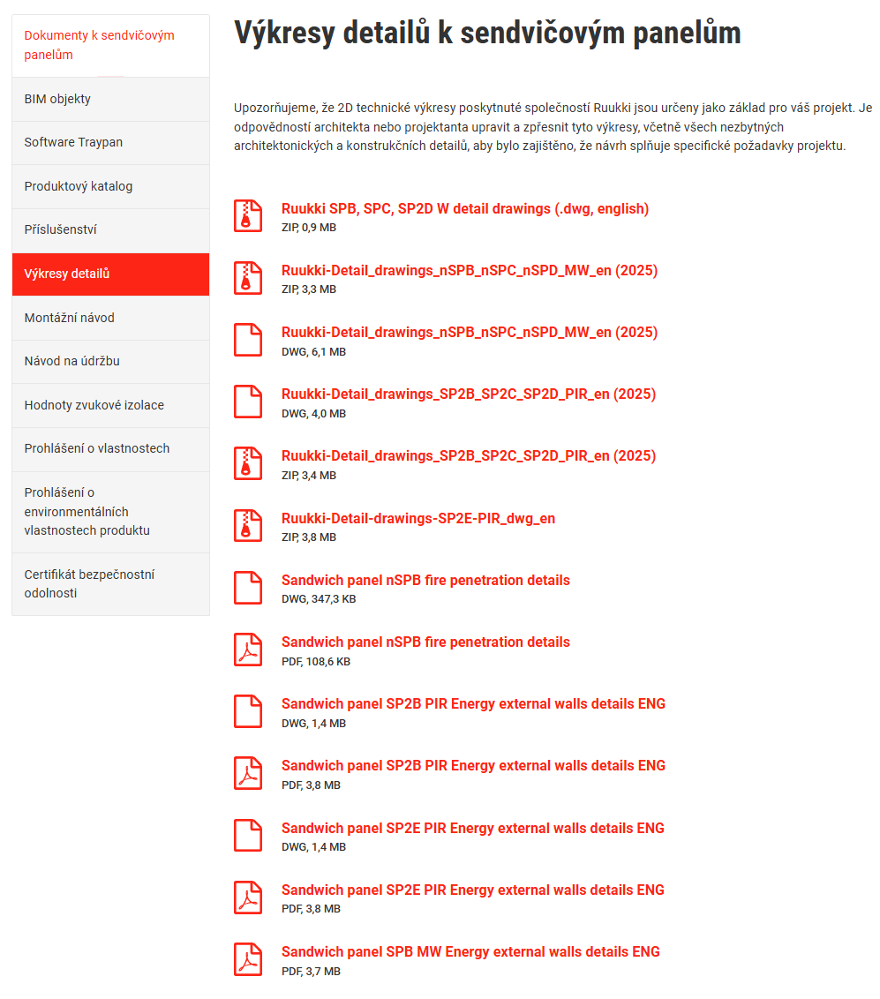 Dokumenty k sendvičovým
panelům
BIM objekty
Software Traypan
Produktový katalog
Příslušenství
Výkresy detailů
Montážní návod
Návod na údržbu
Hodnoty zvukové izolace
Prohlášení o vlastnostech
Prohlášení o
environmentálních
vlastnostech produktu
Certifikát bezpečnostní
odolnosti
Výkresy detailů k sendvičovým panelům
Upozorňujeme, že 2D technické výkresy poskytnuté společností Ruukki jsou určeny jako základ pro váš projekt. Je
odpovědností architekta nebo projektanta upravit a zpřesnit tyto výkresy, včetně všech nezbytných
architektonických a konstrukčních detailů, aby bylo zajištěno, že návrh splňuje specifické požadavky projektu.
Ruukki SPB, SPC, SP2D W detail drawings (.dwg, english)
ZIP, 0,9 MB
Ruukki-Detail_drawings_nSPB_nSPC_nSPD_MW_en (2025)
ZIP, 3,3 MB
Ruukki-Detail_drawings_nSPB_nSPC_nSPD_MW_en (2025)
DWG, 6,1 MB
Ruukki-Detail_drawings_SP2B_SP2C_SP2D_PIR_en (2025)
DWG, 4,0 MB
Ruukki-Detail_drawings_SP2B_SP2C_SP2D_PIR_en (2025)
ZIP, 3,4 MB
Ruukki-Detail-drawings-SP2E-PIR_dwg_en
ZIP, 3,8 MB
Sandwich panel nSPB fire penetration details
DWG, 347,3 KB
Sandwich panel nSPB fire penetration details
PDF, 108,6 KB
Sandwich panel SP2B PIR Energy external walls details ENG
DWG, 1,4 MB
Sandwich panel SP2B PIR Energy external walls details ENG
PDF, 3,8 MB
Sandwich panel SP2E PIR Energy external walls details ENG
DWG, 1,4 MB
Sandwich panel SP2E PIR Energy external walls details ENG
PDF, 3,8 MB
Sandwich panel SPB MW Energy external walls details ENG
PDF, 3,7 MB